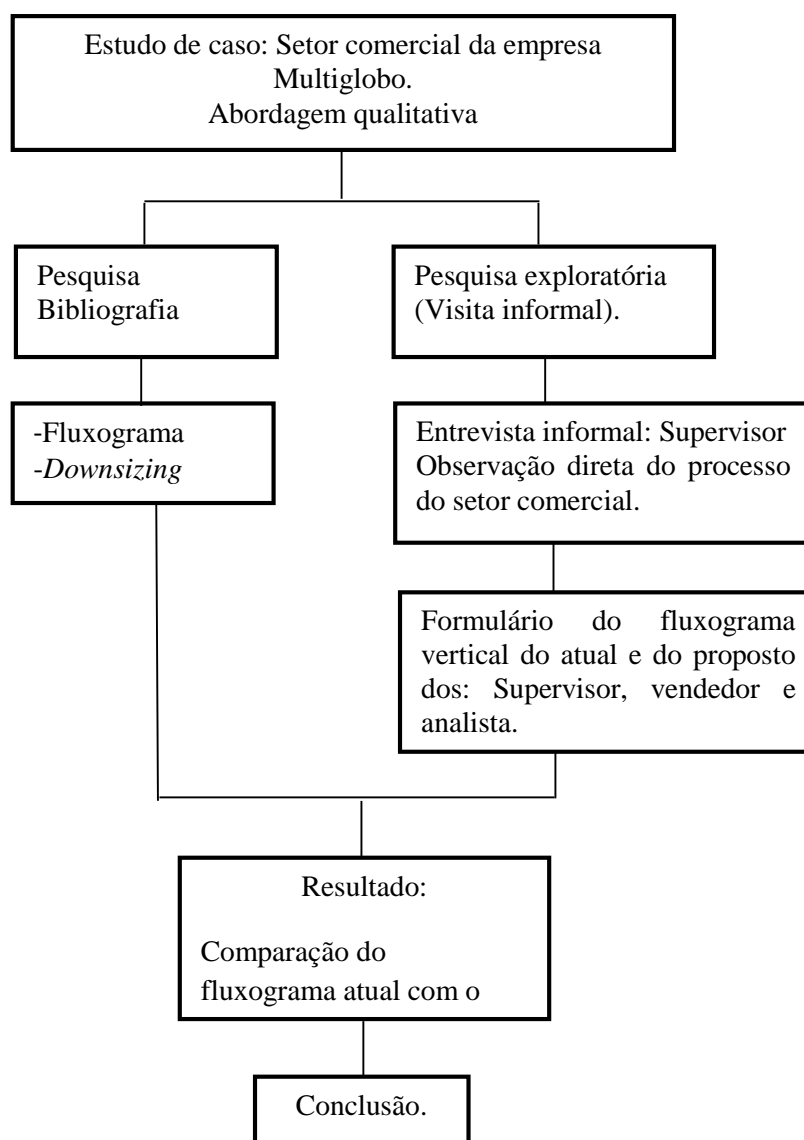 Estudo de caso: Setor comercial da empresa
Multiglobo.
Abordagem qualitativa
Pesquisa
Bibliografia
Pesquisa exploratória
(Visita informal).
-Fluxograma
-Downsizing
Entrevista informal: Supervisor
Observação direta do processo
do setor comercial.
Formulário do fluxograma
vertical do atual e do proposto
dos: Supervisor, vendedor e
analista.
Resultado:
Comparação do
fluxograma atual com o
Conclusão.